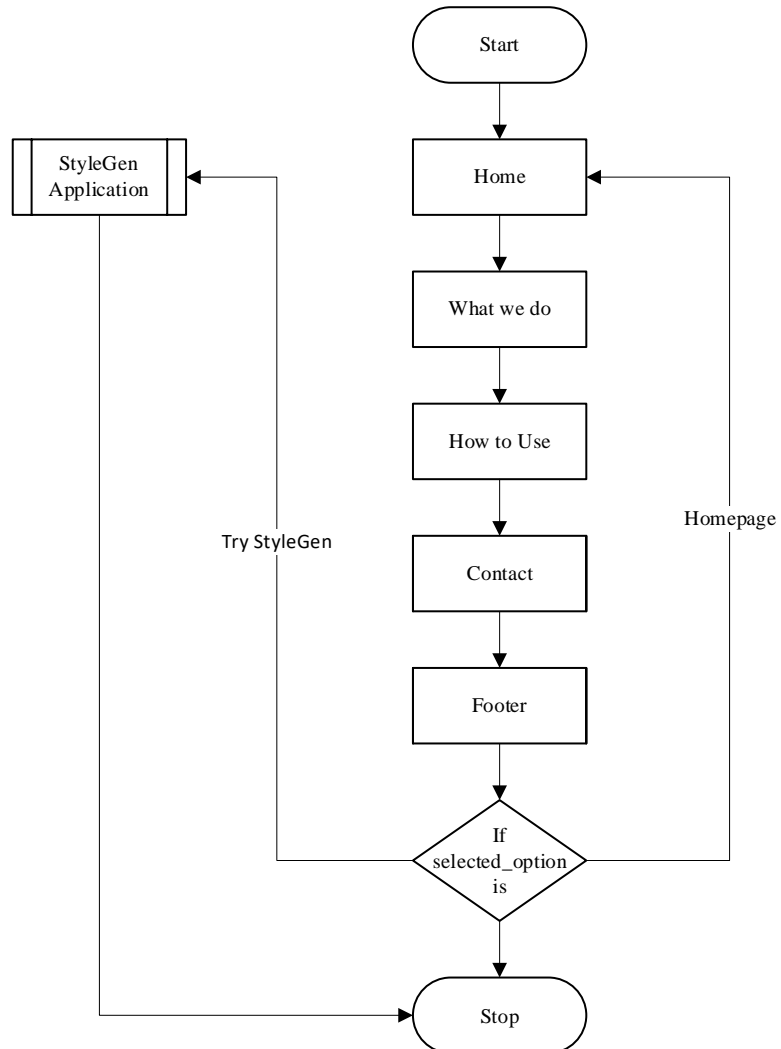 Start
StyleGen
Application
Home
What we do
How to Use
Homepage
Try StyleGen
Contact
Footer
If
selected_option
is
Stop